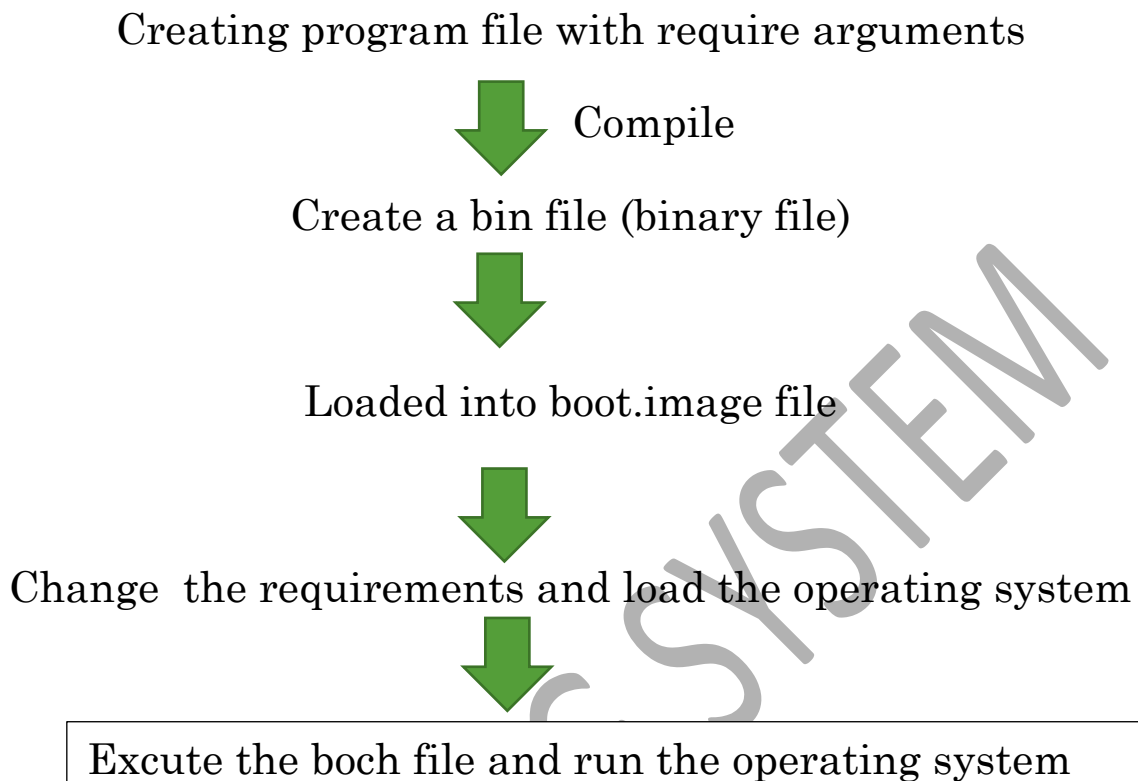 Creating program file with require arguments
Compile
Create a bin file (binary file)
Loaded into boot.image file
Change  the requirements and load the operating system
Excute the boch file and run the operating system
SYSTEM